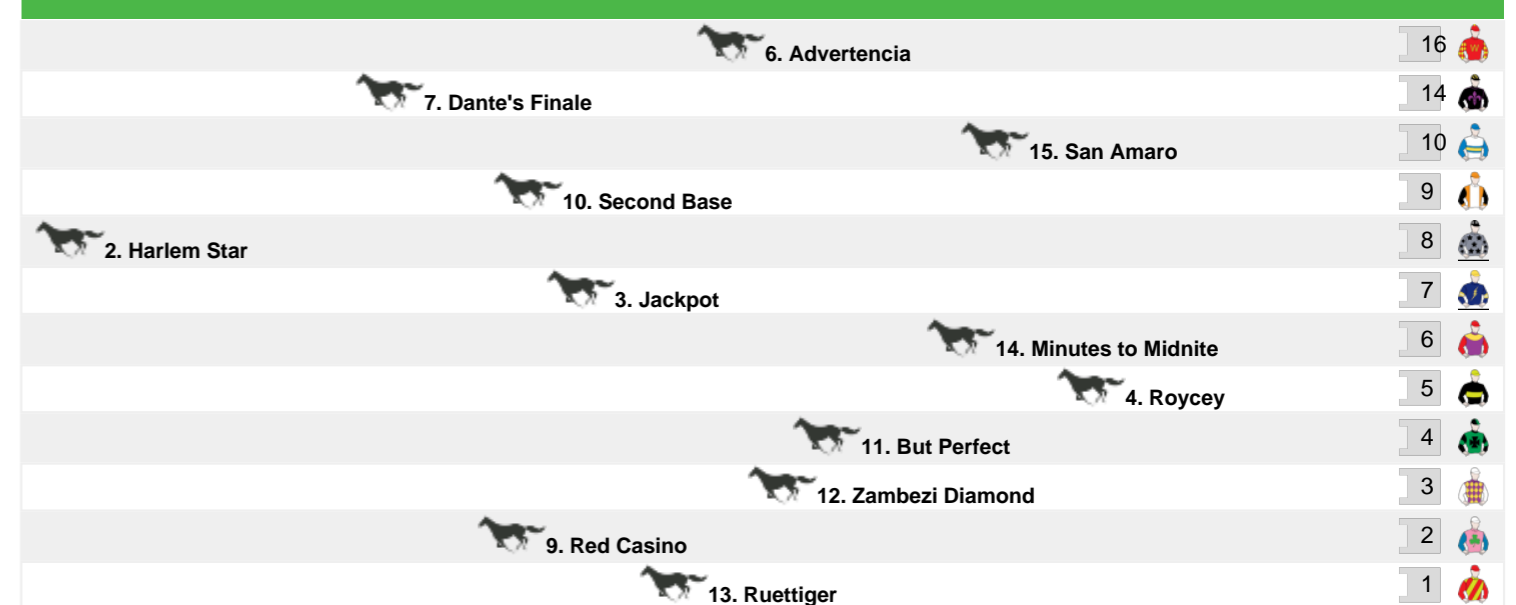 6. Advertencia 16
7. Dante's Finale 14
15. San Amaro 10
10. Second Base 9
2. Harlem Star 8
3. Jackpot 7
14. Minutes to Midnite 6
4. Roycey 5
11. But Perfect 4
12. Zambezi Diamond 3
9. Red Casino 2
13. Ruettiger 1